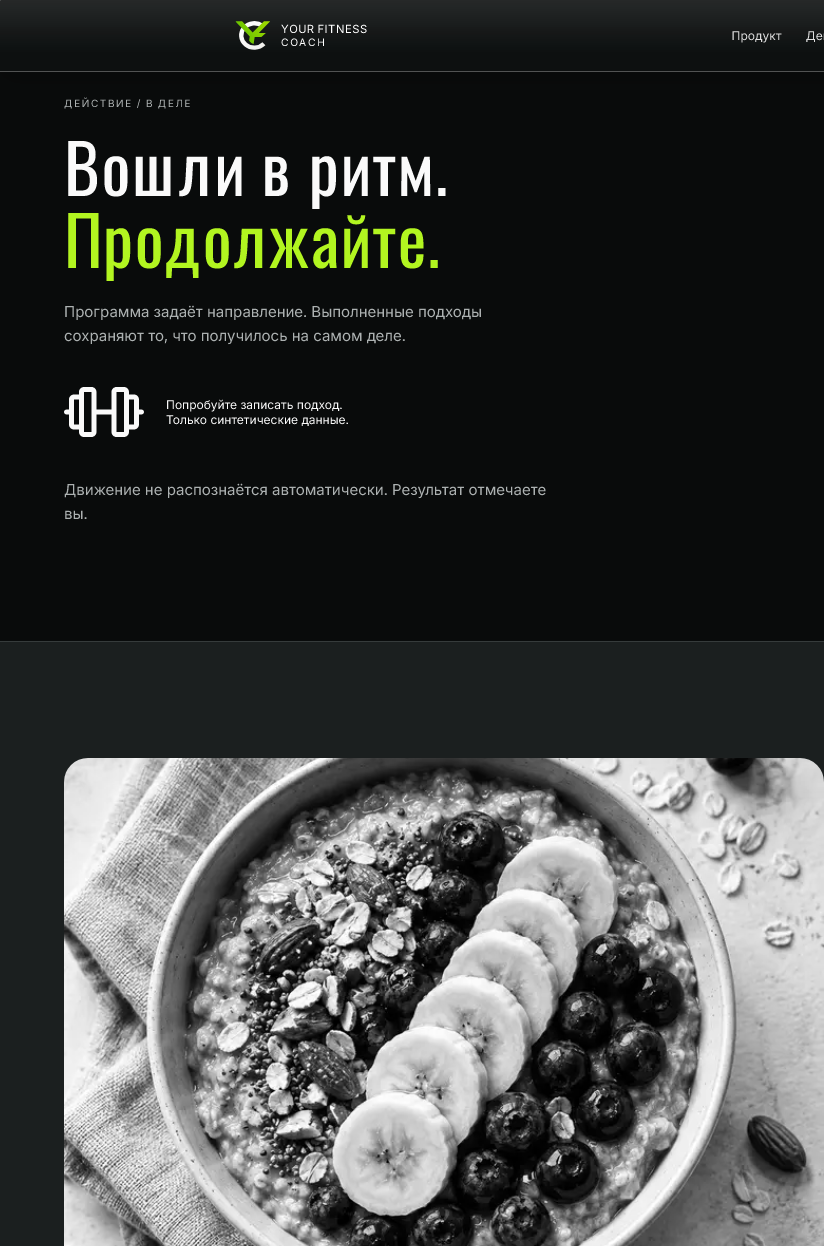 YOUR FITNESS
COACH
Продукт
ДЕЙСТВИЕ / В ДЕЛЕ
Вошли в ритм.
Продолжайте.
Программа задаёт направление. Выполненные подходы
сохраняют то, что получилось на самом деле.
Попробуйте записать подход.
Только синтетические данные.
Движение не распознаётся автоматически. Результат отмечаете
вы.